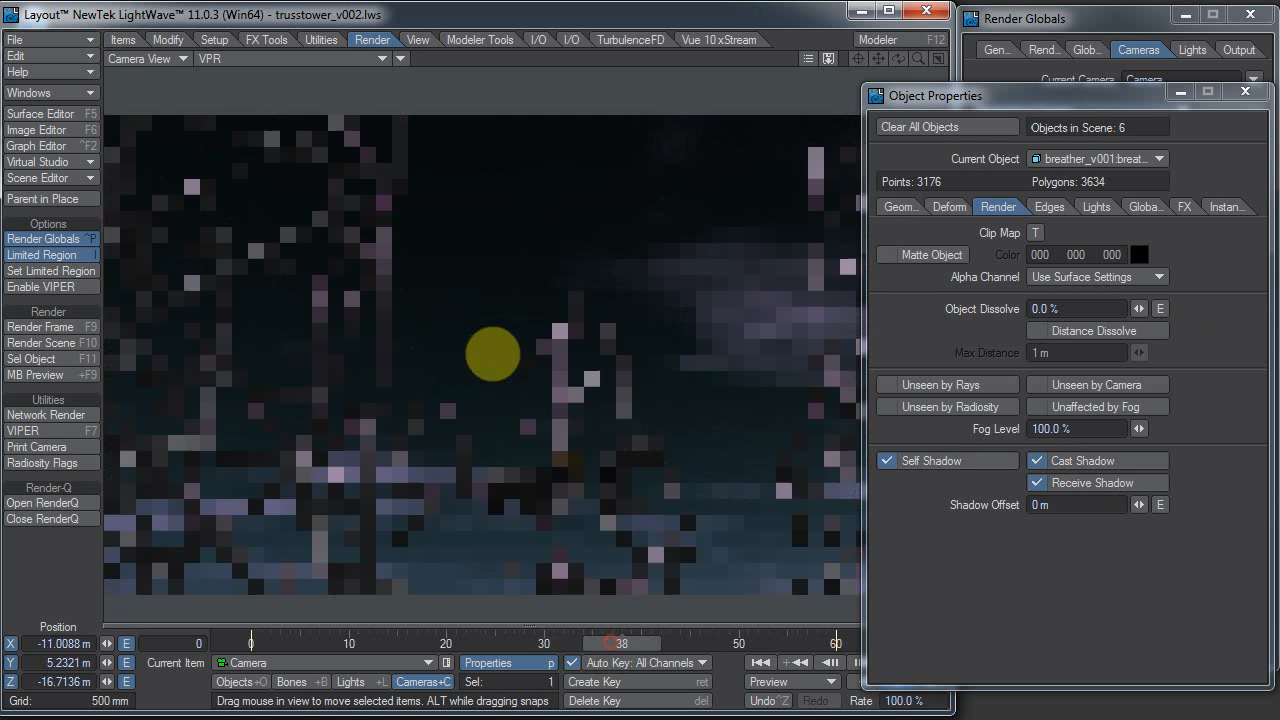 Layout™ NewTek LightWave™ 11.0.3 (Win64) - trusstower_v002.lws
File
Items Modify Setup FX Tools Utilities Render View Modeler Tools I/O I/O TurbulenceFD Vue 10 xStream Modeler F12
Edit
Camera View VPR
Help
Windows
Surface Editor F5
Image Editor F6
Graph Editor ^F2
Virtual Studio
Scene Editor
Parent in Place
Options
Render Globals ^P
Limited Region l
Set Limited Region
Enable VIPER
Render
Render Frame F9
Render Scene F10
Sel Object F11
MB Preview +F9
Utilities
Network Render
VIPER F7
Print Camera
Radiosity Flags
Render-Q
Open RenderQ
Close RenderQ
Position
X -11.0088 m E 0
Y 5.2321 m E
Z -16.7136 m E
Grid: 500 mm
0 10 20 30 38 50 60
Current Item Camera Properties p Auto Key: All Channels
Objects+O Bones +B Lights +L Cameras+C Sel: 1 Create Key ret Preview
Drag mouse in view to move selected items. ALT while dragging snaps Delete Key del Undo^Z Redo Rate 100.0 %
Render Globals
Gen... Rend... Glob... Cameras Lights Output
Current Camera Camera
Object Properties
Clear All Objects Objects in Scene: 6
Current Object breather_v001:breat...
Points: 3176 Polygons: 3634
Geom... Deform Render Edges Lights Globa... FX Instan...
Clip Map T
Matte Object Color 000 000 000
Alpha Channel Use Surface Settings
Object Dissolve 0.0 % E
Distance Dissolve
Max Distance 1 m
Unseen by Rays Unseen by Camera
Unseen by Radiosity Unaffected by Fog
Fog Level 100.0 %
Self Shadow Cast Shadow
Receive Shadow
Shadow Offset 0 m E